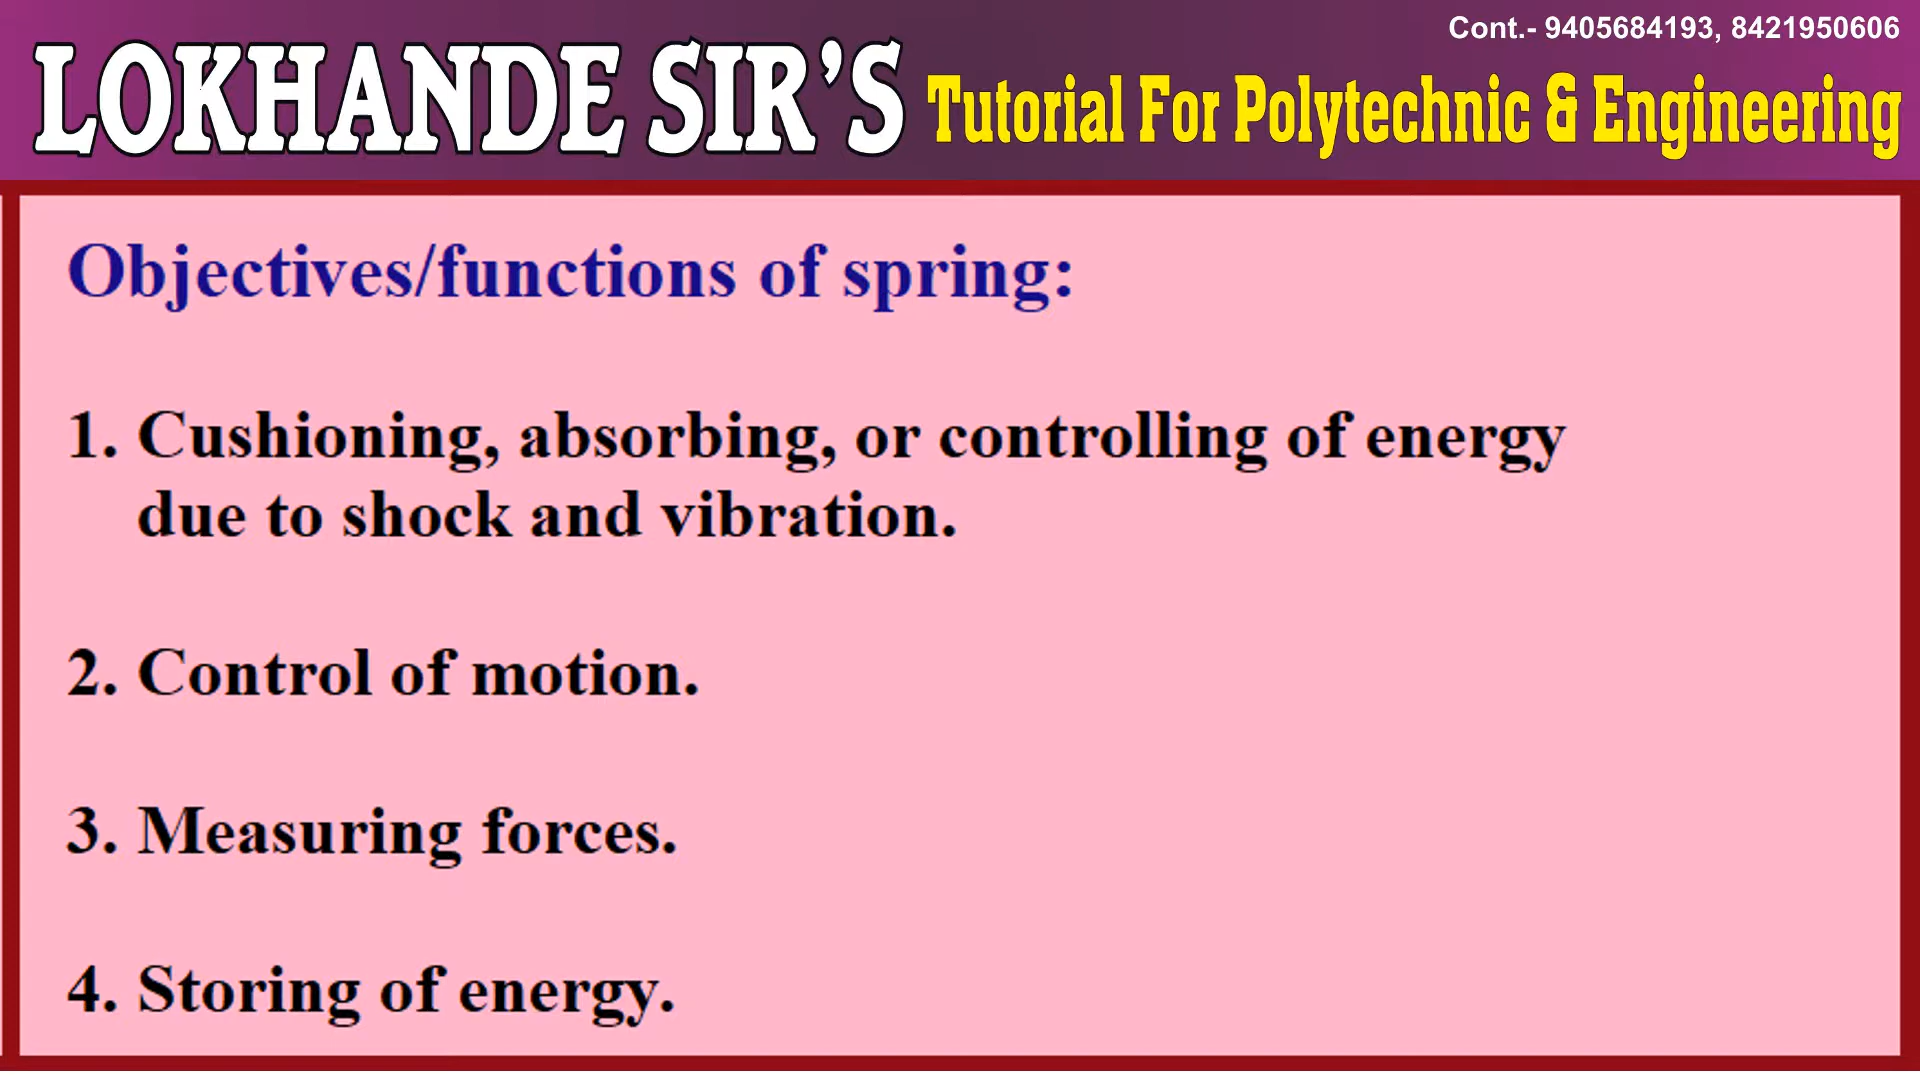 Cont.- 9405684193, 8421950606
LOKHANDE SIR'S Tutorial For Polytechnic & Engineering
Objectives/functions of spring:
1. Cushioning, absorbing, or controlling of energy
due to shock and vibration.
2. Control of motion.
3. Measuring forces.
4. Storing of energy.